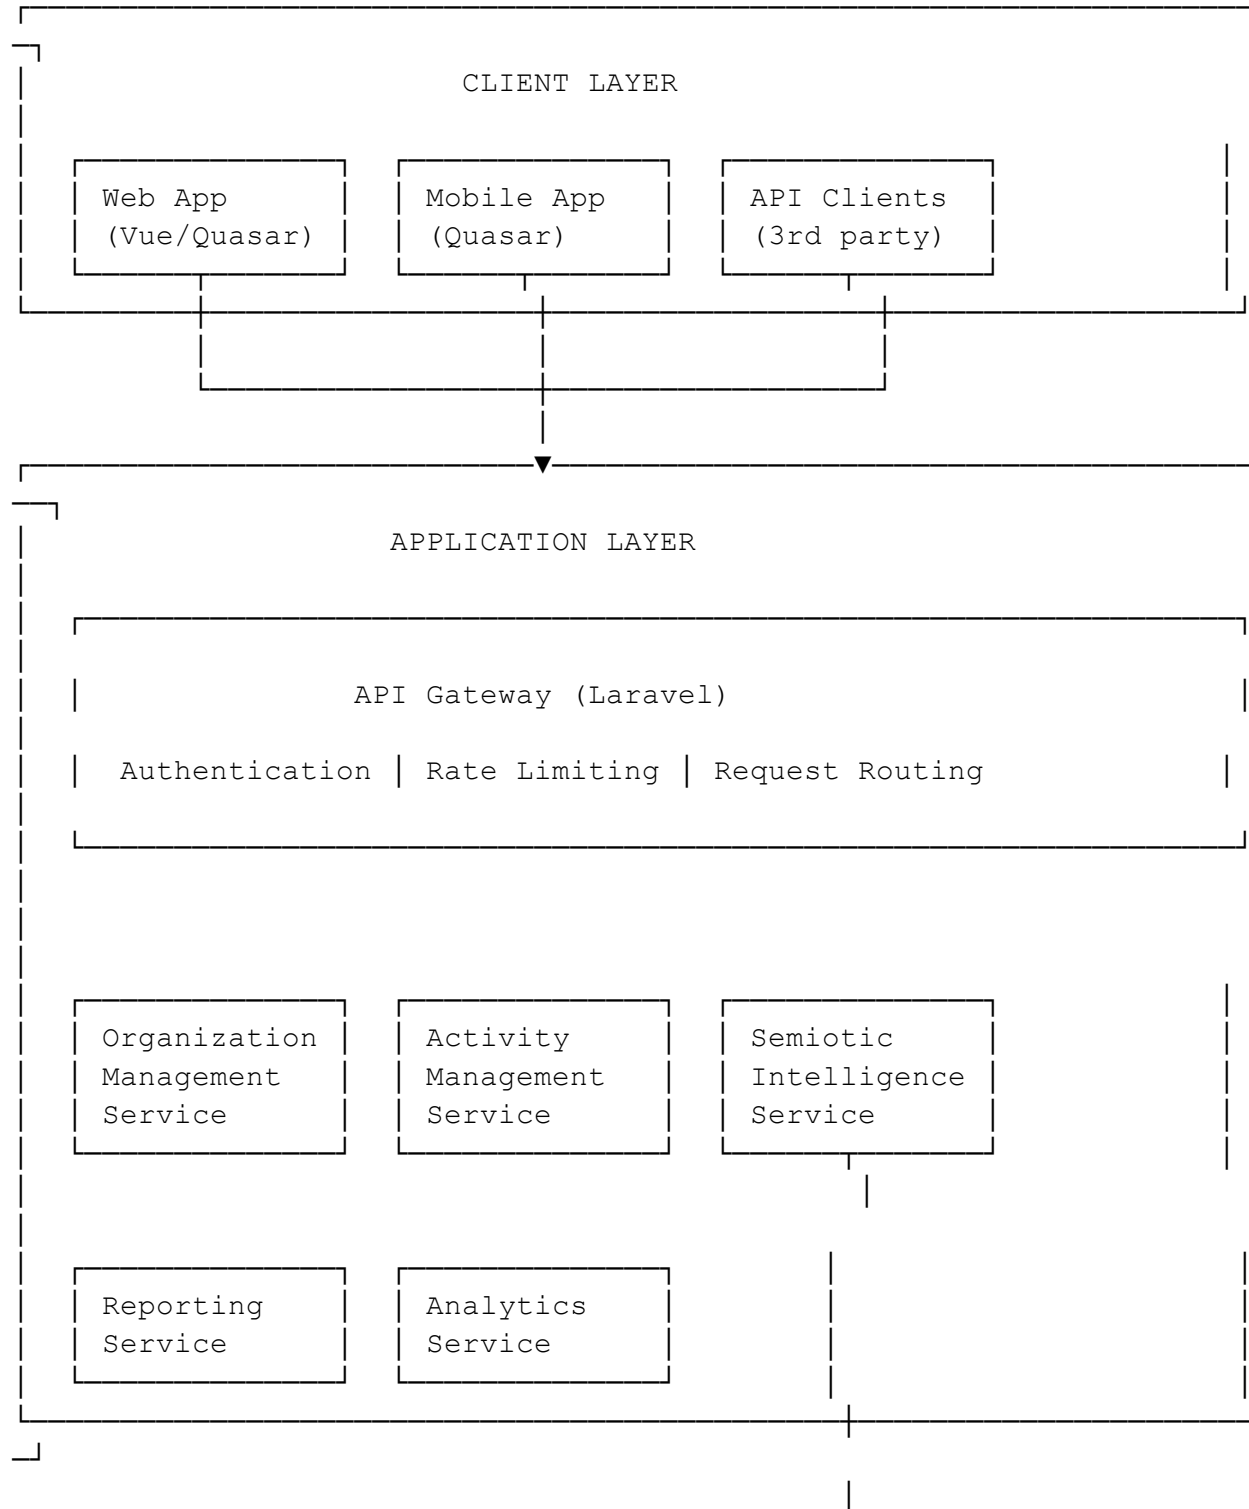 CLIENT LAYER
Web App Mobile App API Clients
(Vue/Quasar) (Quasar) (3rd party)
APPLICATION LAYER
API Gateway (Laravel)
Authentication | Rate Limiting | Request Routing
Organization Activity Semiotic
Management Management Intelligence
Service Service Service
Reporting Analytics
Service Service